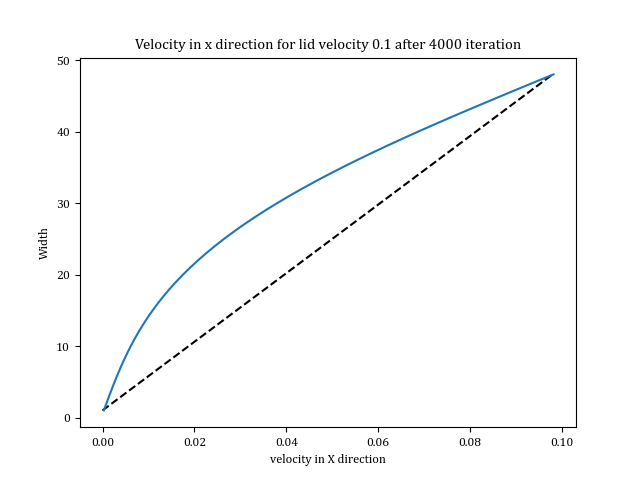 Velocity in x direction for lid velocity 0.1 after 4000 iteration
50
40
30
20
10
0
Width
0.00 0.02 0.04 0.06 0.08 0.10
velocity in X direction